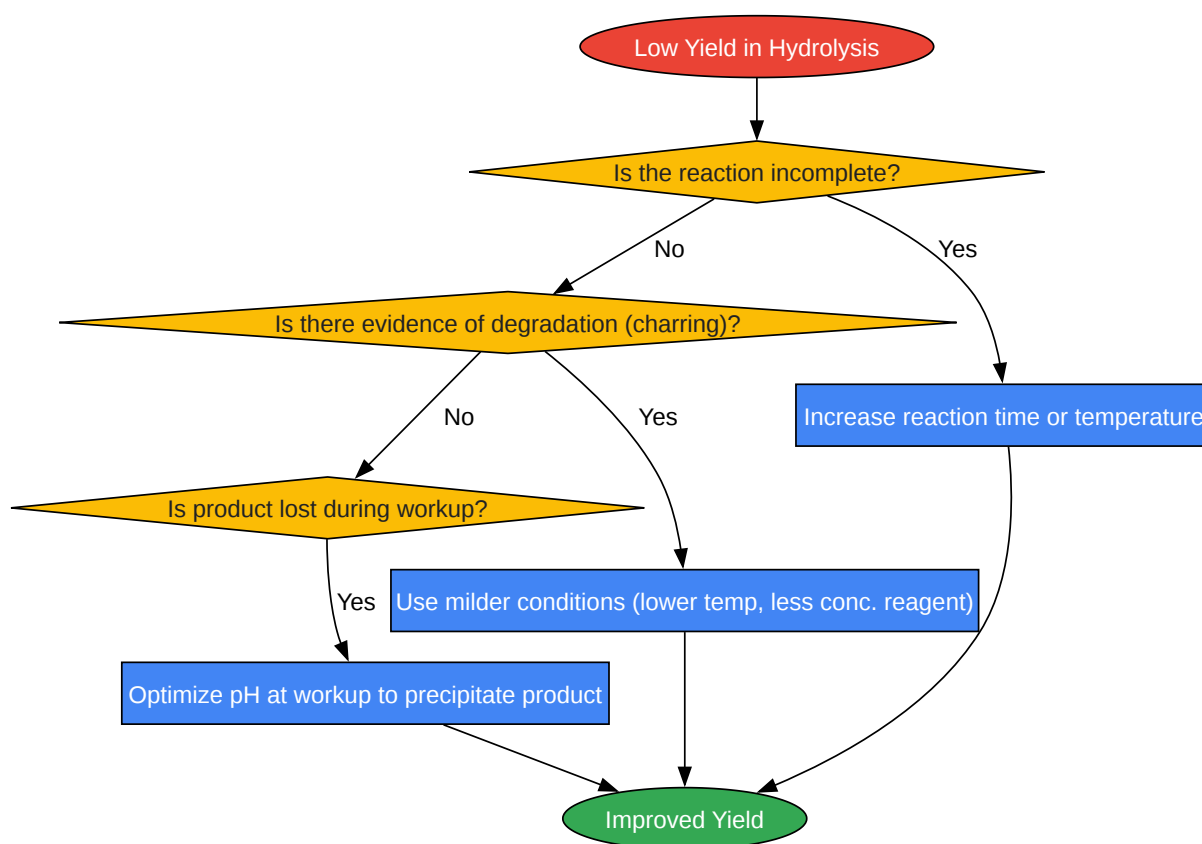 Low Yield in Hydrolysis
Is the reaction incomplete?
No
Yes
Is there evidence of degradation (charring)?
No
Yes
Increase reaction time or temperature
Is product lost during workup?
Yes
Use milder conditions (lower temp, less conc. reagent)
Optimize pH at workup to precipitate product
Improved Yield